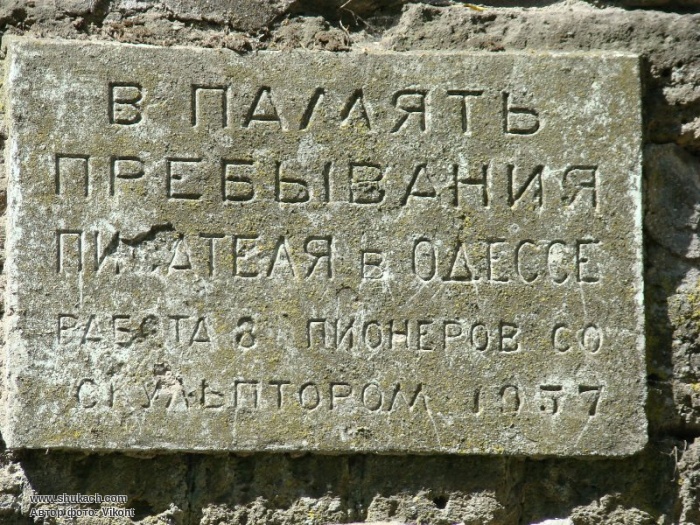 В ПАМЯТЬ
ПРЕБЫВАНИЯ
ПИСАТЕЛЯ в ОДЕССЕ
РАБОТА 8 ПИОНЕРОВ СО
СКУЛЬПТОРОМ 1957
www.shukach.com
Автор фото: Vikont